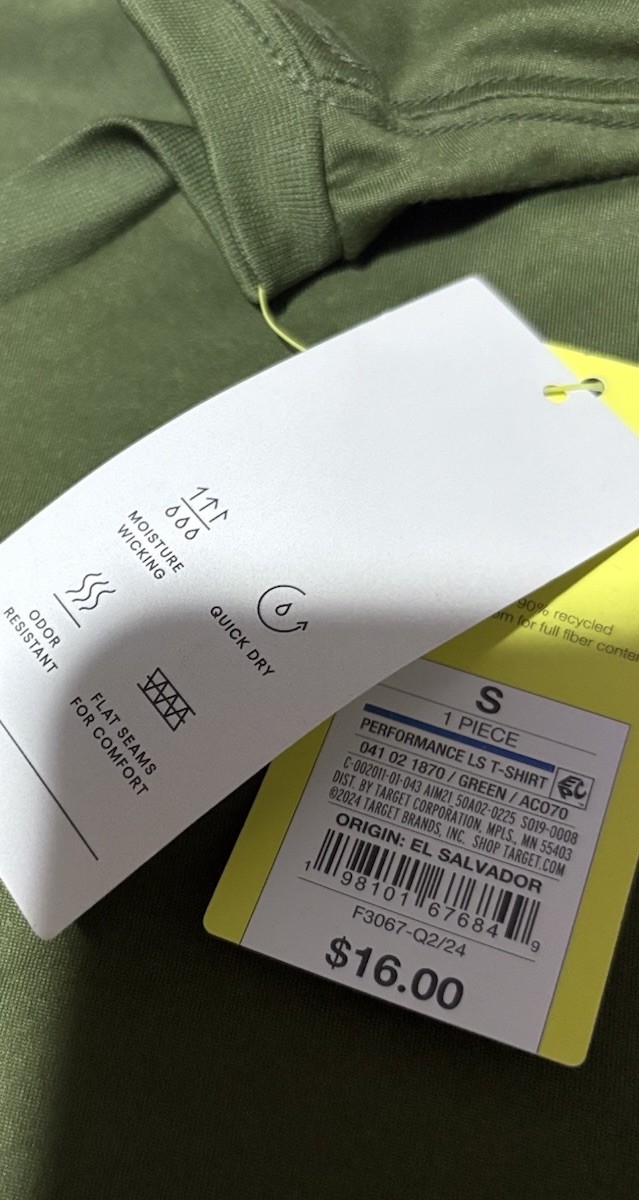 MOISTURE
WICKING
QUICK DRY
ODOR
RESISTANT
FLAT SEAMS
FOR COMFORT
90% recycled
for full fiber
S
1 PIECE
PERFORMANCE LS T-SHIRT
041 02 1870 / GREEN / AC070
C-002011-01-043 AIM21 50A02-0225 S019-0008
DIST. BY TARGET CORPORATION, MPLS., MN 55403
©2024 TARGET BRANDS, INC. SHOP TARGET.COM
ORIGIN: EL SALVADOR
1 98101 67684 9
F3067-Q2/24
$16.00